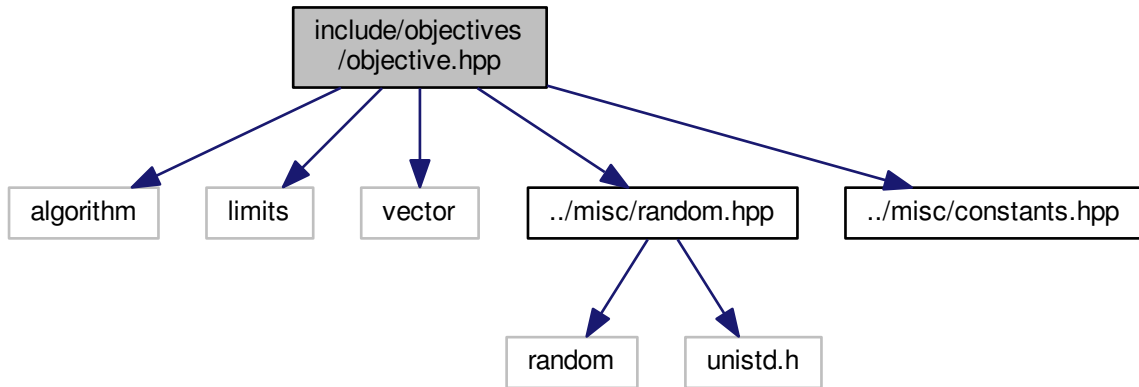 include/objectives
/objective.hpp
algorithm
limits
vector
../misc/random.hpp
../misc/constants.hpp
random
unistd.h